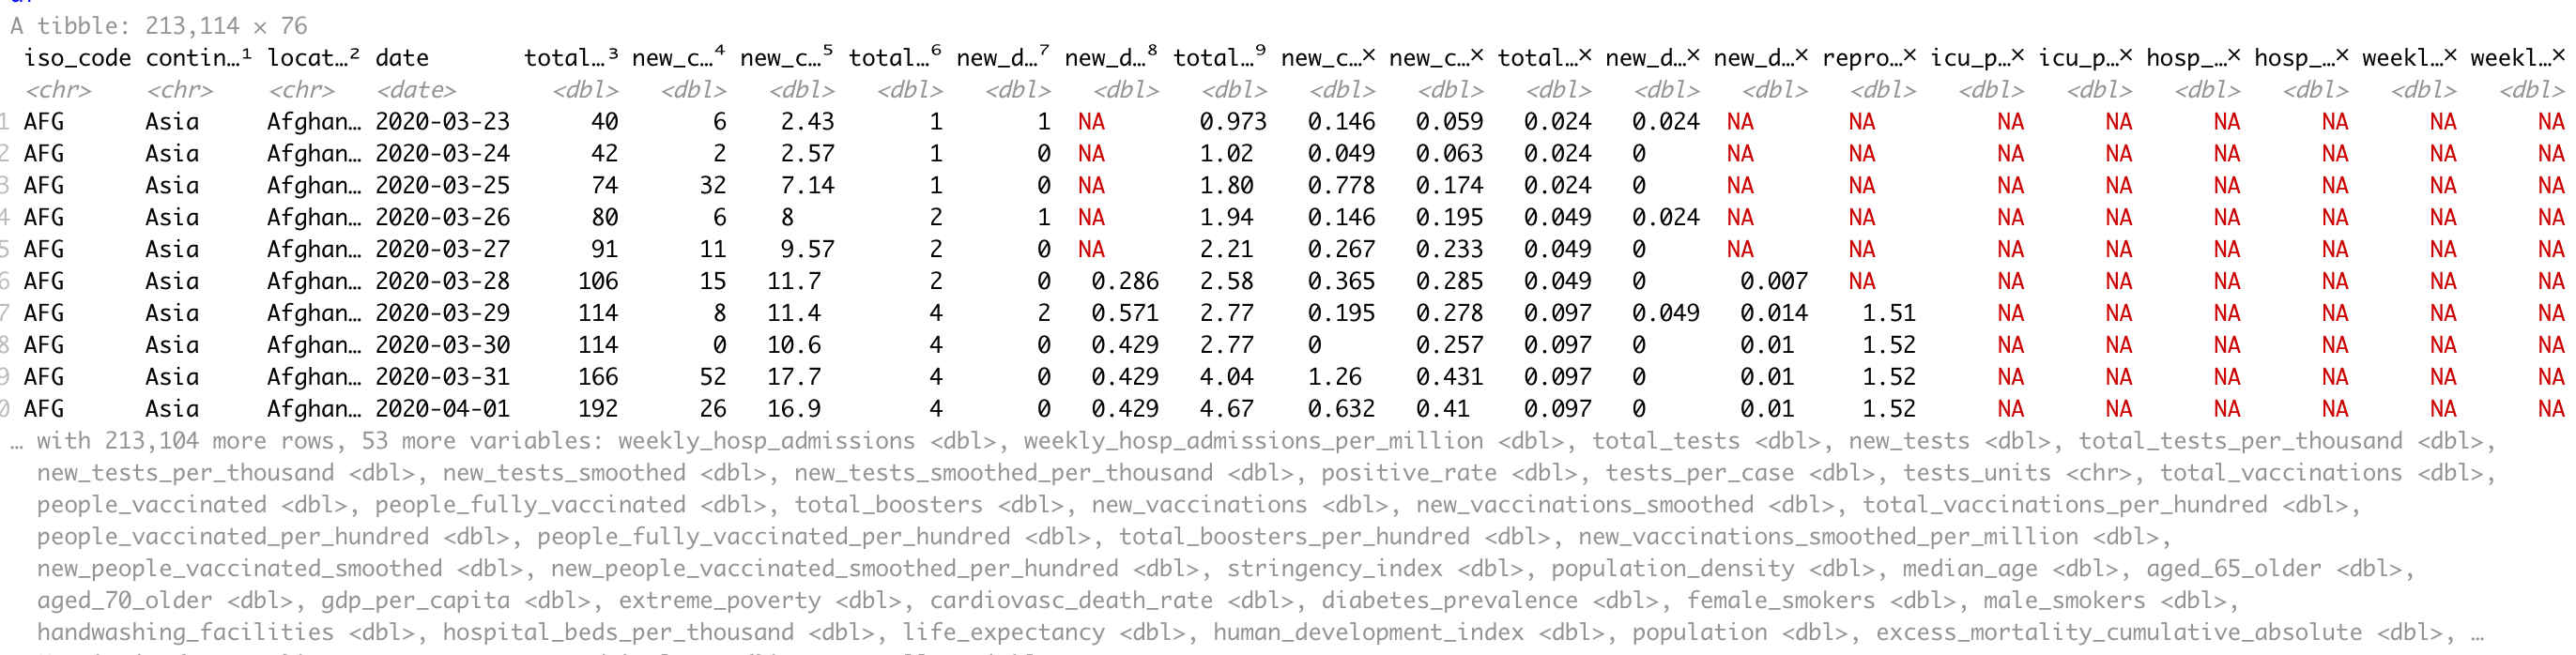 A tibble: 213,114 × 76
iso_code contin…¹ locat…² date total…³ new_c…⁴ new_c…⁵ total…⁶ new_d…⁷ new_d…⁸ total…⁹ new_c…× new_c…× total…× new_d…× new_d…× repro…× icu_p…× icu_p…× hosp_…× hosp_…× weekl…× weekl…×
<chr> <chr> <chr> <date> <dbl> <dbl> <dbl> <dbl> <dbl> <dbl> <dbl> <dbl> <dbl> <dbl> <dbl> <dbl> <dbl> <dbl> <dbl> <dbl> <dbl> <dbl> <dbl>
1 AFG Asia Afghan… 2020-03-23 40 6 2.43 1 1 NA 0.973 0.146 0.059 0.024 0.024 NA NA NA NA NA NA NA NA
2 AFG Asia Afghan… 2020-03-24 42 2 2.57 1 0 NA 1.02 0.049 0.063 0.024 0 NA NA NA NA NA NA NA NA
3 AFG Asia Afghan… 2020-03-25 74 32 7.14 1 0 NA 1.80 0.778 0.174 0.024 0 NA NA NA NA NA NA NA NA
4 AFG Asia Afghan… 2020-03-26 80 6 8 2 1 NA 1.94 0.146 0.195 0.049 0.024 NA NA NA NA NA NA NA NA
5 AFG Asia Afghan… 2020-03-27 91 11 9.57 2 0 NA 2.21 0.267 0.233 0.049 0 NA NA NA NA NA NA NA NA
6 AFG Asia Afghan… 2020-03-28 106 15 11.7 2 0 0.286 2.58 0.365 0.285 0.049 0 0.007 NA NA NA NA NA NA NA
7 AFG Asia Afghan… 2020-03-29 114 8 11.4 4 2 0.571 2.77 0.195 0.278 0.097 0.049 0.014 1.51 NA NA NA NA NA NA
8 AFG Asia Afghan… 2020-03-30 114 0 10.6 4 0 0.429 2.77 0 0.257 0.097 0 0.01 1.52 NA NA NA NA NA NA
9 AFG Asia Afghan… 2020-03-31 166 52 17.7 4 0 0.429 4.04 1.26 0.431 0.097 0 0.01 1.52 NA NA NA NA NA NA
0 AFG Asia Afghan… 2020-04-01 192 26 16.9 4 0 0.429 4.67 0.632 0.41 0.097 0 0.01 1.52 NA NA NA NA NA NA
… with 213,104 more rows, 53 more variables: weekly_hosp_admissions <dbl>, weekly_hosp_admissions_per_million <dbl>, total_tests <dbl>, new_tests <dbl>, total_tests_per_thousand <dbl>,
new_tests_per_thousand <dbl>, new_tests_smoothed <dbl>, new_tests_smoothed_per_thousand <dbl>, positive_rate <dbl>, tests_per_case <dbl>, tests_units <chr>, total_vaccinations <dbl>,
people_vaccinated <dbl>, people_fully_vaccinated <dbl>, total_boosters <dbl>, new_vaccinations <dbl>, new_vaccinations_smoothed <dbl>, total_vaccinations_per_hundred <dbl>,
people_vaccinated_per_hundred <dbl>, people_fully_vaccinated_per_hundred <dbl>, total_boosters_per_hundred <dbl>, new_vaccinations_smoothed_per_million <dbl>,
new_people_vaccinated_smoothed <dbl>, new_people_vaccinated_smoothed_per_hundred <dbl>, stringency_index <dbl>, population_density <dbl>, median_age <dbl>, aged_65_older <dbl>,
aged_70_older <dbl>, gdp_per_capita <dbl>, extreme_poverty <dbl>, cardiovasc_death_rate <dbl>, diabetes_prevalence <dbl>, female_smokers <dbl>, male_smokers <dbl>,
handwashing_facilities <dbl>, hospital_beds_per_thousand <dbl>, life_expectancy <dbl>, human_development_index <dbl>, population <dbl>, excess_mortality_cumulative_absolute <dbl>, …